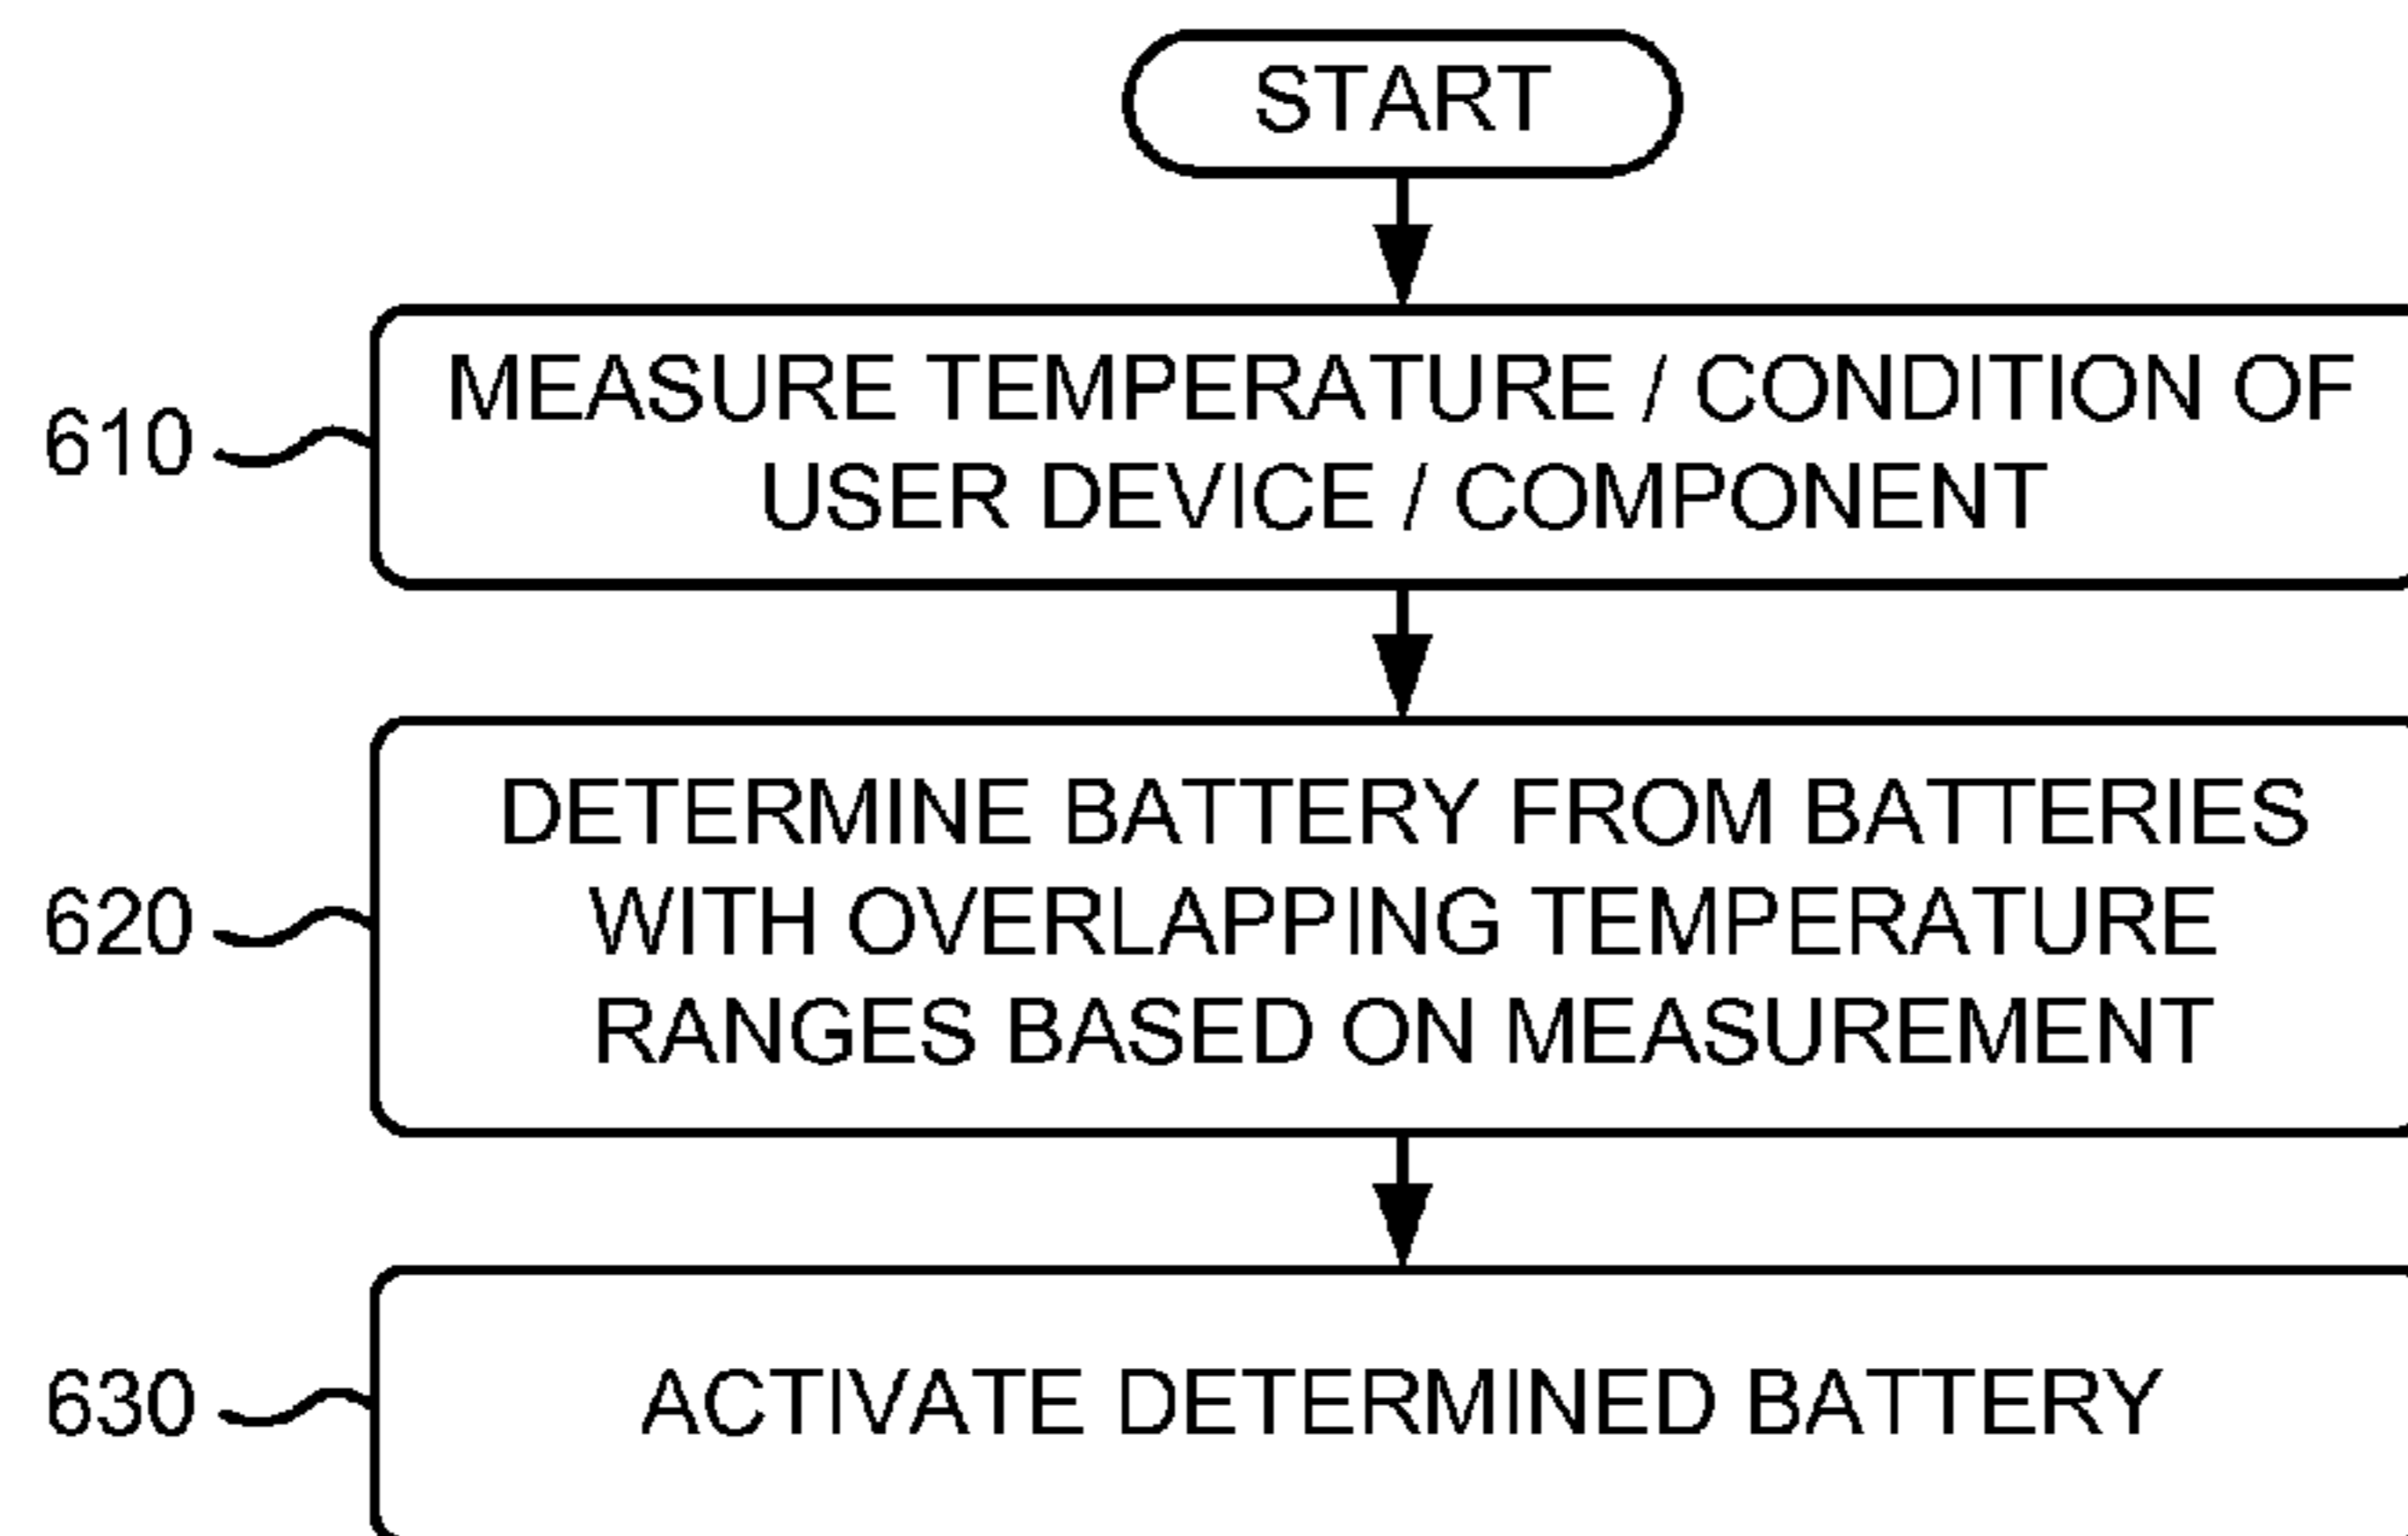 START
610
MEASURE TEMPERATURE / CONDITION OF
USER DEVICE / COMPONENT
620
DETERMINE BATTERY FROM BATTERIES
WITH OVERLAPPING TEMPERATURE
RANGES BASED ON MEASUREMENT
630
ACTIVATE DETERMINED BATTERY